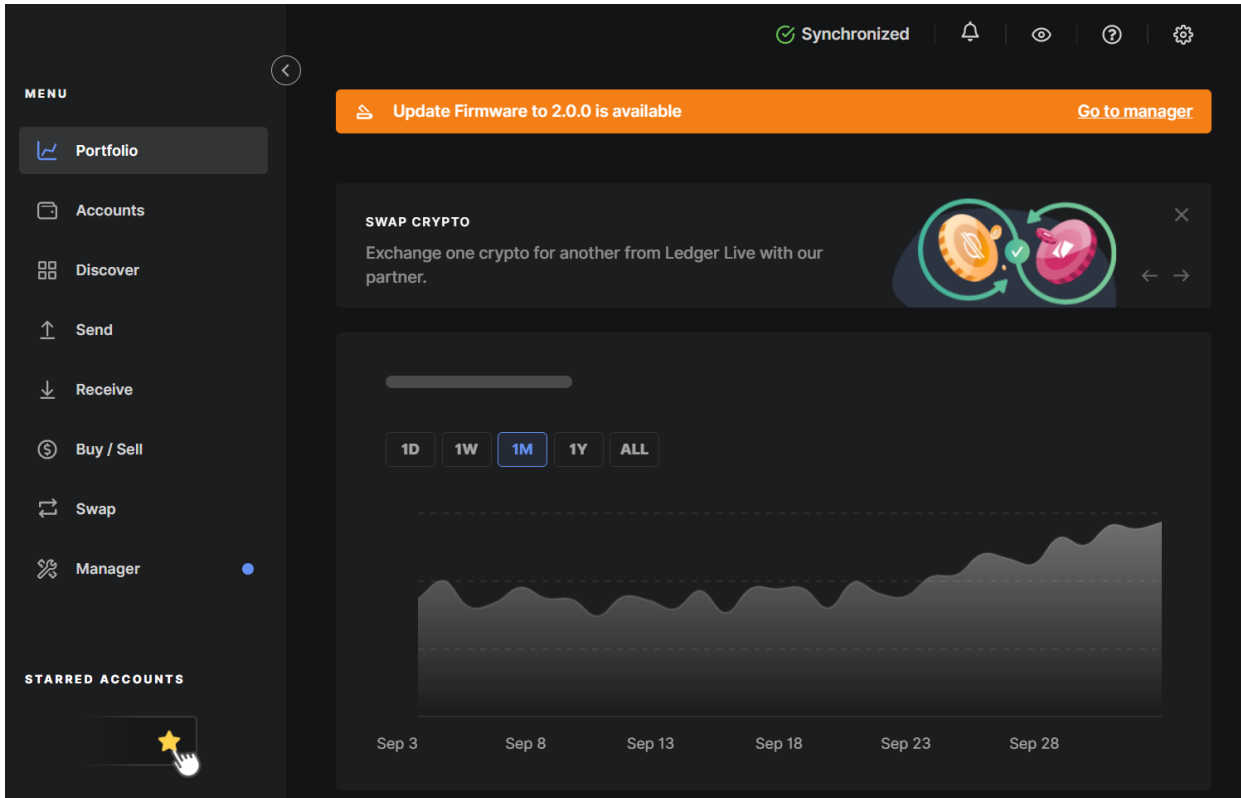 Synchronized
MENU
Update Firmware to 2.0.0 is available
Go to manager
Portfolio
Accounts
Discover
Send
Receive
Buy / Sell
Swap
Manager
STARRED ACCOUNTS
SWAP CRYPTO
Exchange one crypto for another from Ledger Live with our
partner.
1D 1W 1M 1Y ALL
Sep 3 Sep 8 Sep 13 Sep 18 Sep 23 Sep 28